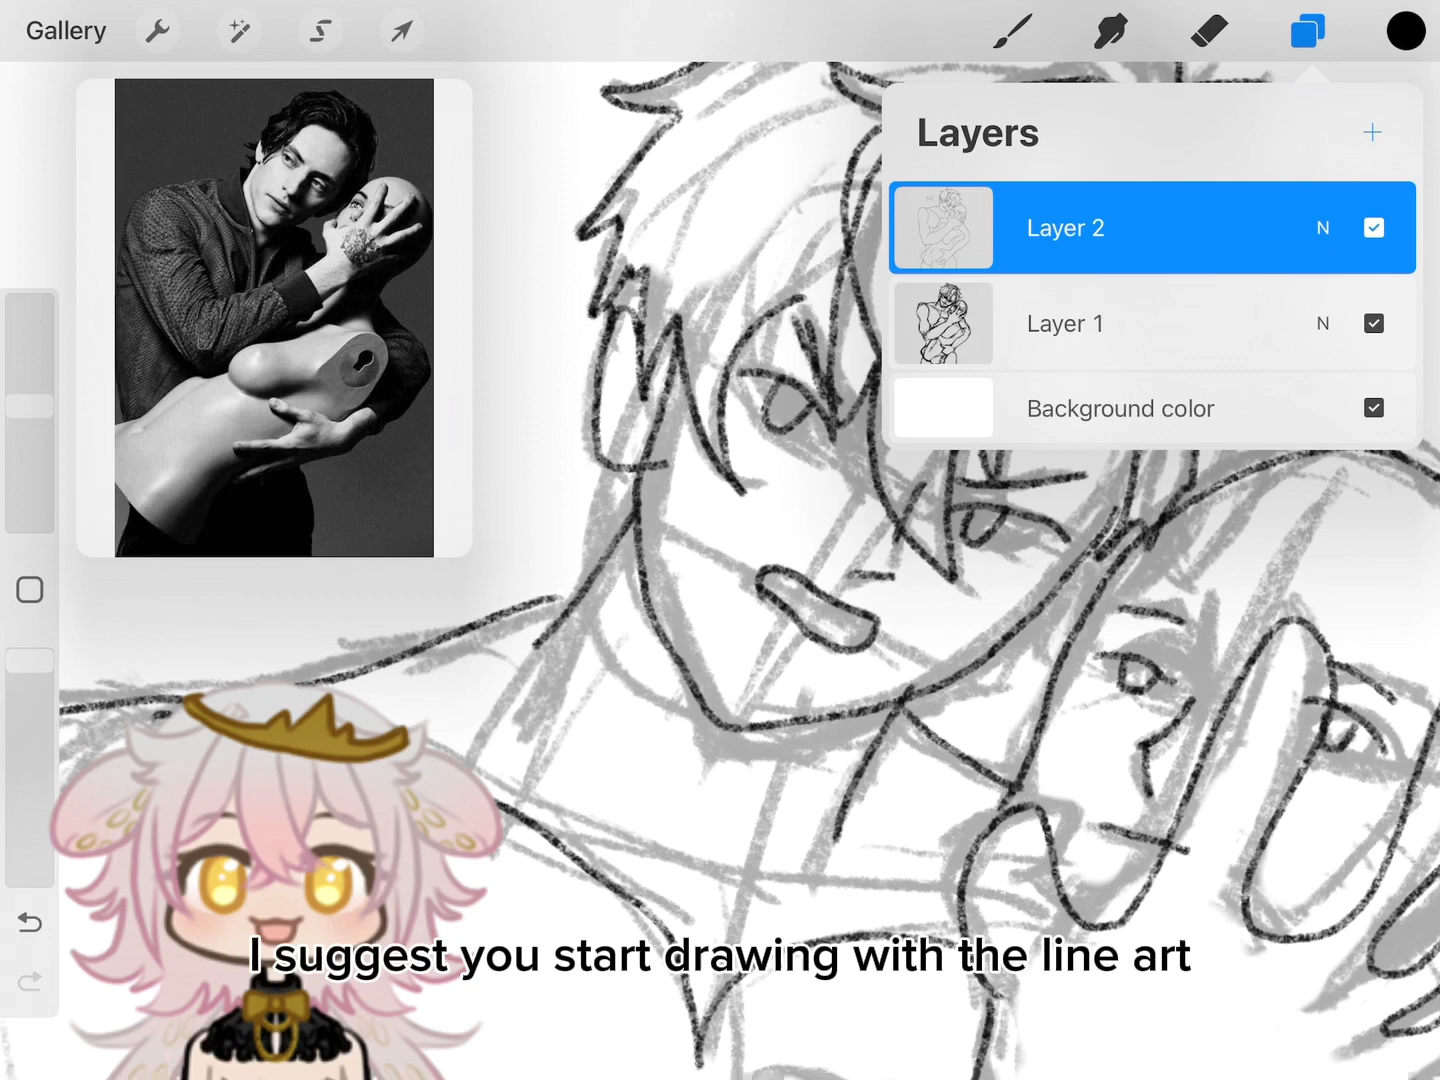 Gallery
Layers
Layer 2 N
Layer 1 N
Background color
I suggest you start drawing with the line art